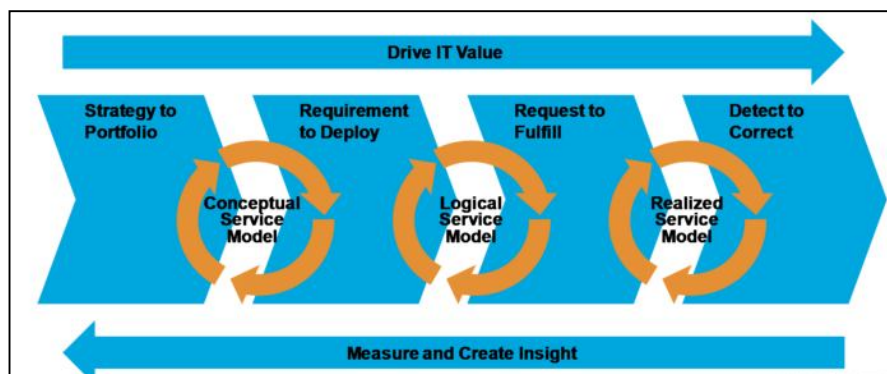 Drive IT Value
Strategy to
Portfolio
Requirement
to Deploy
Request to
Fulfill
Detect to
Correct
Conceptual
Service
Model
Logical
Service
Model
Realized
Service
Model
Measure and Create Insight